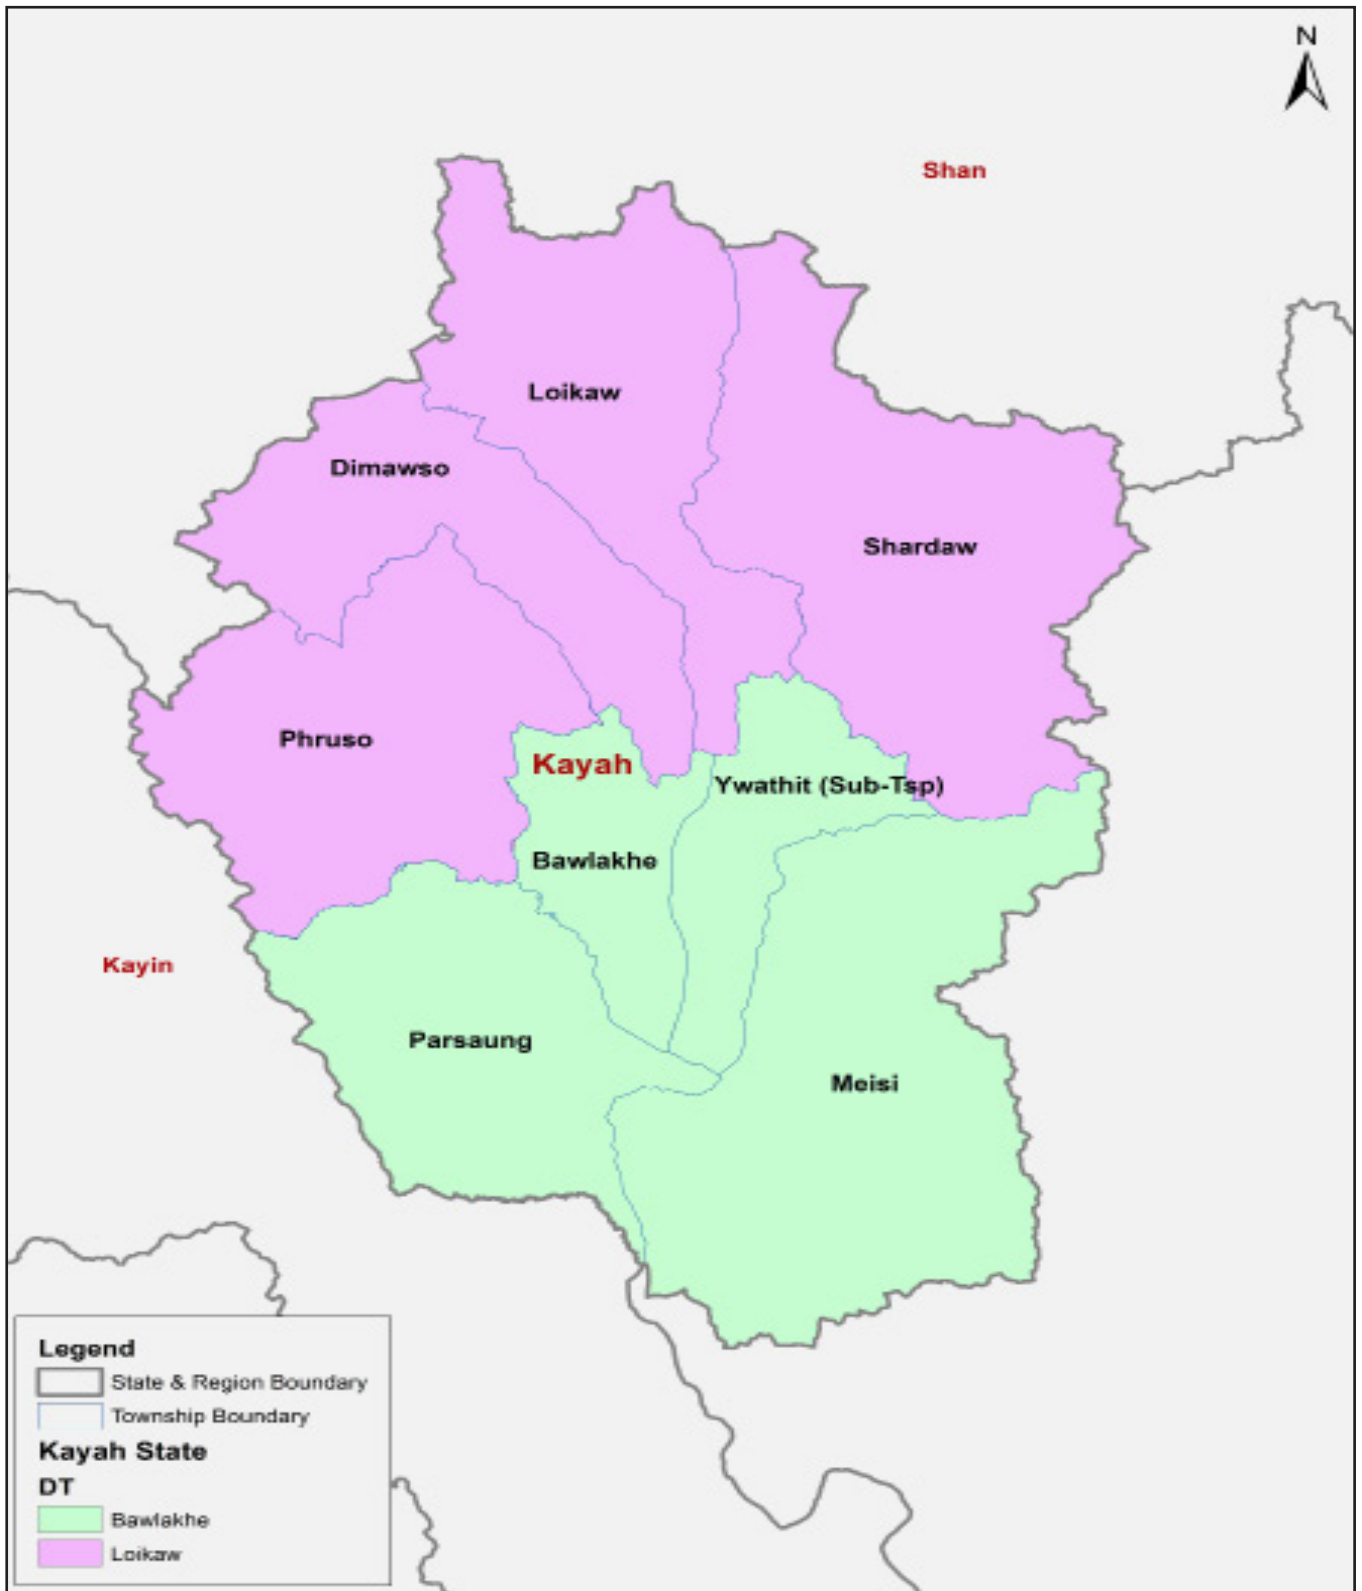 N
Shan
Loikaw
Dimawso
Shardaw
Phruso
Kayah
Ywathit (Sub-Tsp)
Bawlakhe
Kayin
Parsaung
Meisi
Legend
State & Region Boundary
Township Boundary
Kayah State
DT
Bawlakhe
Loikaw